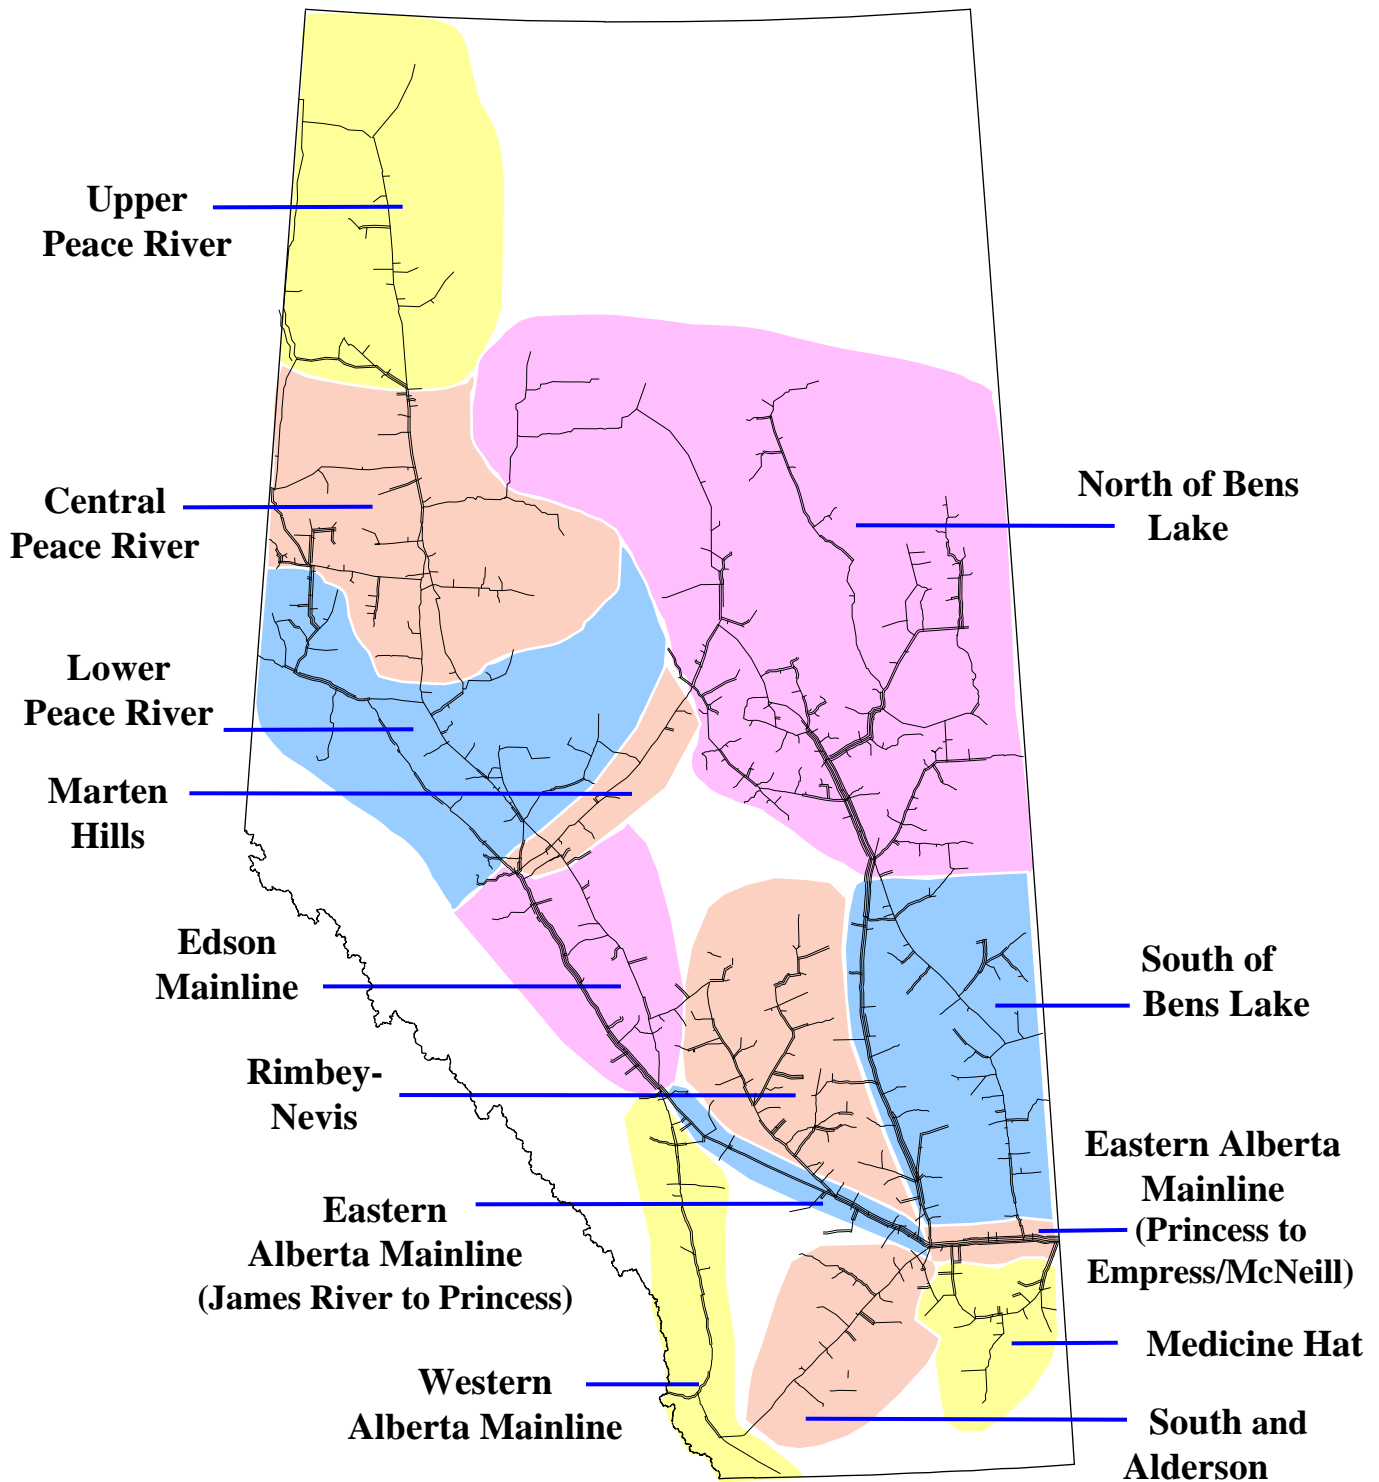 Upper
Peace River
Central
Peace River
North of Bens
Lake
Lower
Peace River
Marten
Hills
Edson
Mainline
South of
Bens Lake
Rimbey-
Nevis
Eastern Alberta
Mainline
(Princess to
Empress/McNeill)
Eastern
Alberta Mainline
(James River to Princess)
Medicine Hat
Western
Alberta Mainline
South and
Alderson